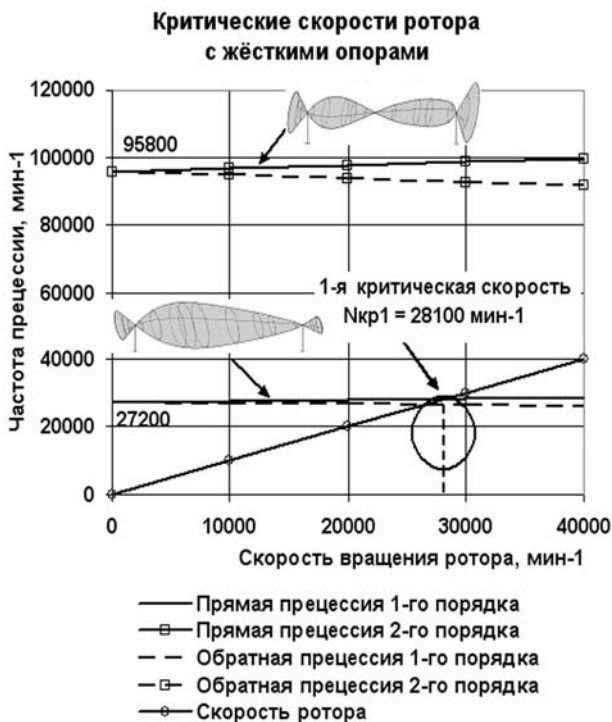 Критические скорости ротора
с жёсткими опорами
Частота прецессии, мин-1
120000
100000
80000
60000
40000
20000
0
95800
1-я критическая скорость
Nкр1 = 28100 мин-1
27200
0
10000
20000
30000
40000
Скорость вращения ротора, мин-1
Прямая прецессия 1-го порядка
Прямая прецессия 2-го порядка
Обратная прецессия 1-го порядка
Обратная прецессия 2-го порядка
Скорость ротора